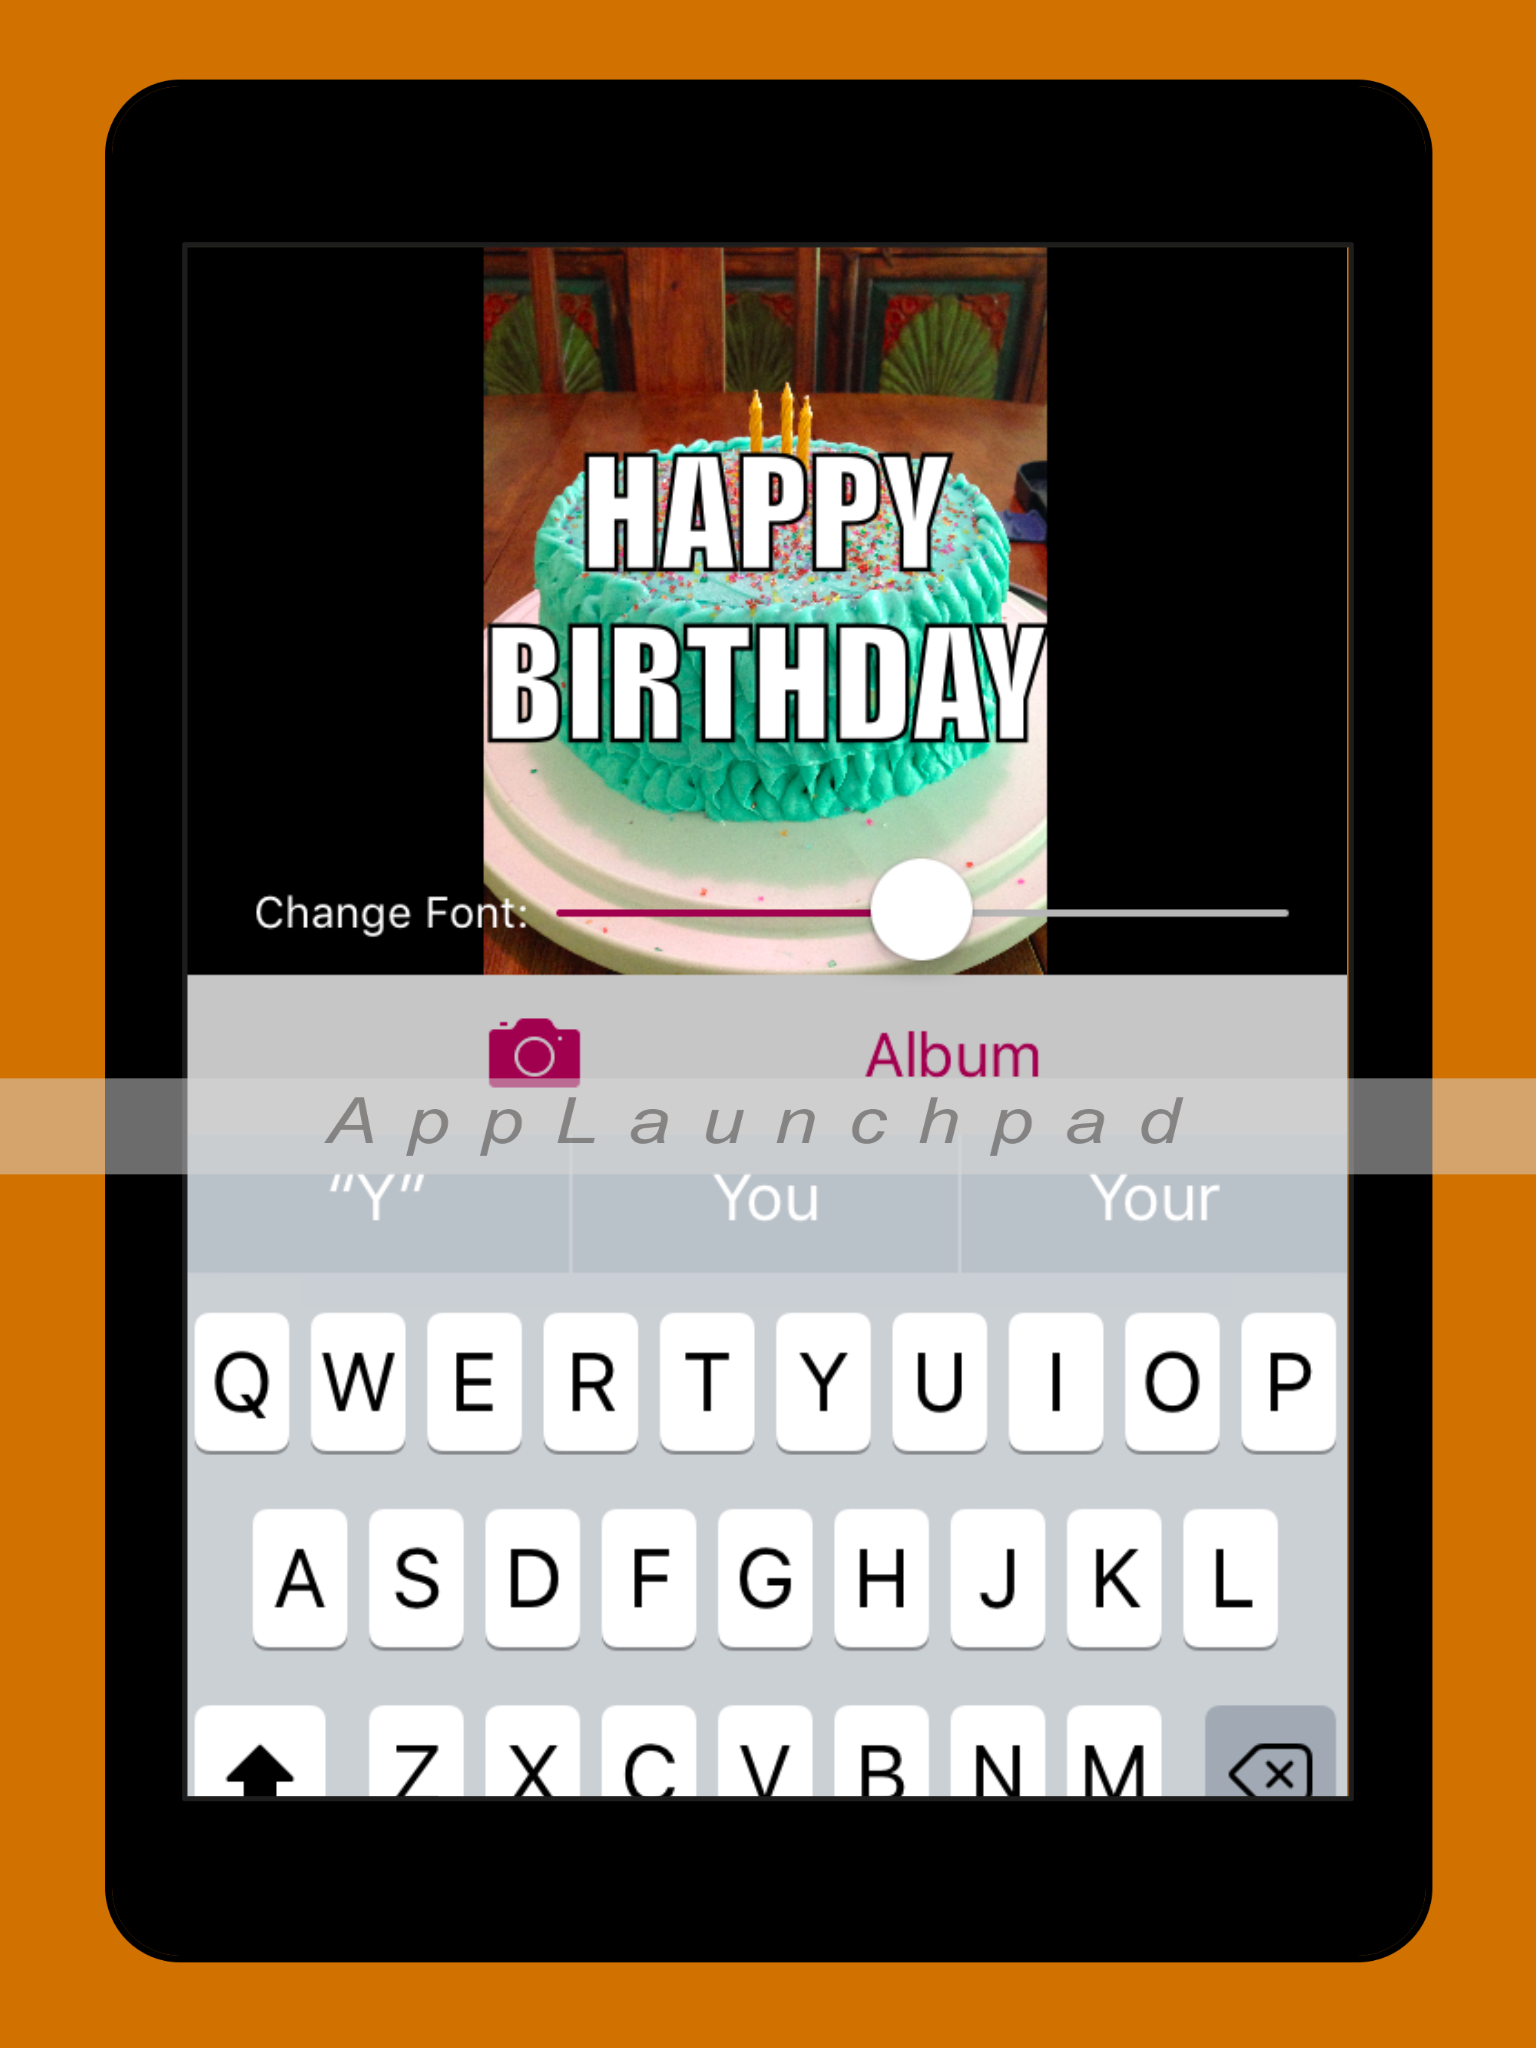 HAPPY
BIRTHDAY
Change Font:
Album
AppLaunchpad
“Y” You Your
Q W E R T Y U I O P
A S D F G H J K L
Z X C V B N M